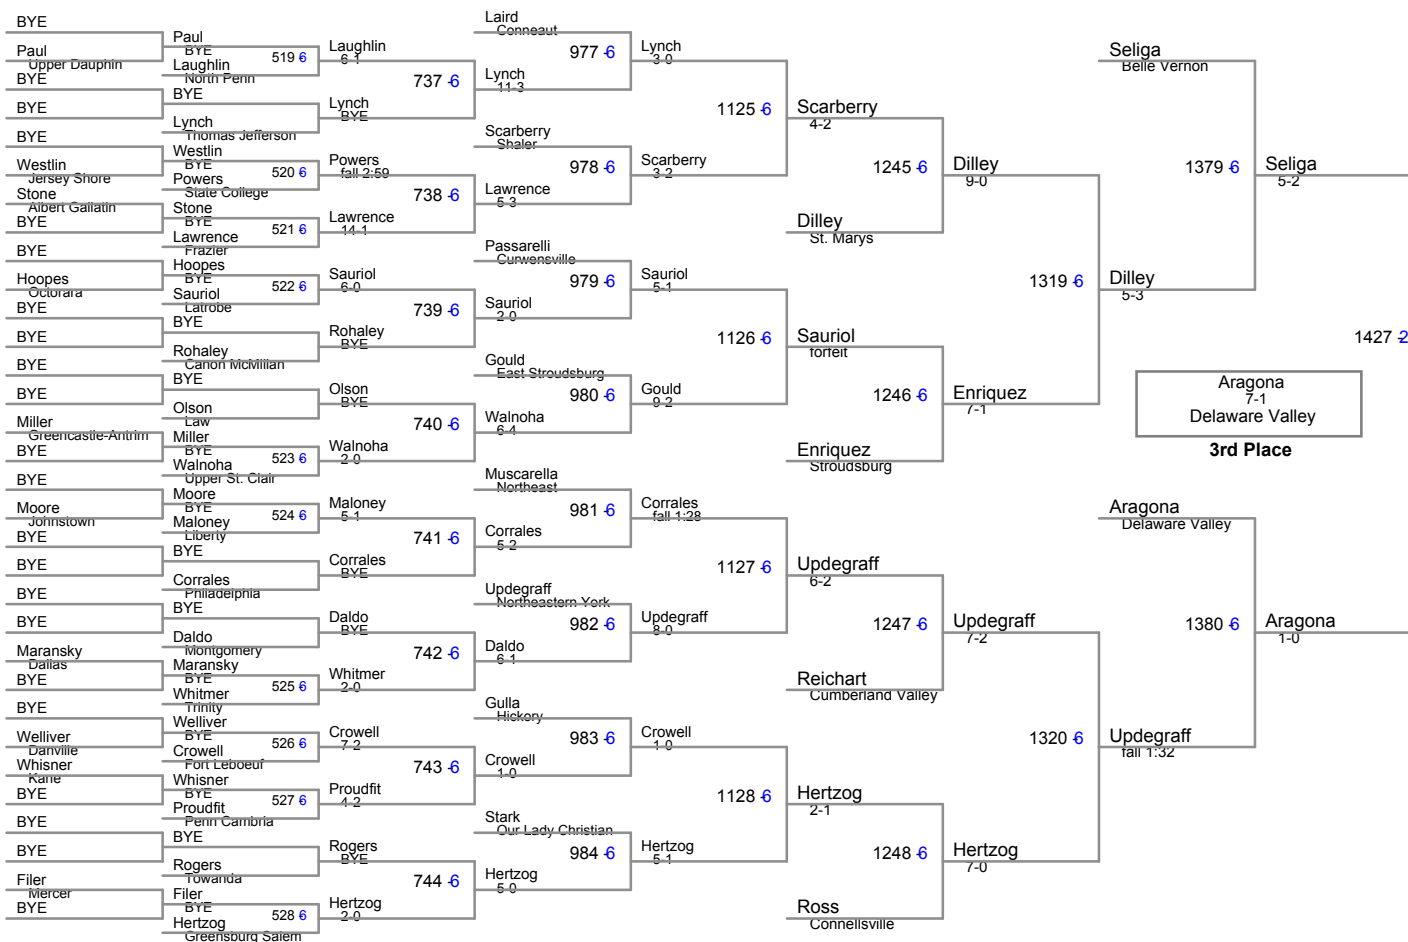 BYE
Paul
Upper Dauphin
BYE
BYE
BYE
Westlin
Jersey Shore
Stone
Albert Gallatin
BYE
BYE
Hoopes
Octorara
BYE
BYE
BYE
BYE
Miller
Greencastle-Antrim
BYE
BYE
Moore
Johnstown
BYE
BYE
BYE
BYE
Maransky
Dallas
BYE
BYE
Welliver
Danville
Whisner
Kane
BYE
BYE
BYE
Filer
Mercer
BYE
Paul
BYE
519 -6
Laughlin
North Penn
BYE
Lynch
Thomas Jefferson
Westlin
BYE
520 -6
Powers
State College
Stone
BYE
521 -6
Lawrence
Frazier
Hoopes
BYE
522 -6
Sauriol
Latrobe
BYE
Rohaley
Canon McMillan
BYE
Olson
Law
Miller
BYE
523 -6
Walnoha
Upper St. Clair
Moore
BYE
524 -6
Maloney
Liberty
BYE
Corrales
Philadelphia
BYE
Daldo
Montgomery
Maransky
BYE
525 -6
Whitmer
Trinity
Welliver
BYE
526 -6
Crowell
Fort Leboeuf
Whisner
BYE
527 -6
Proudfit
Penn Cambria
BYE
Rogers
Towanda
Filer
BYE
528 -6
Hertzog
Greensburg Salem
Laughlin
6-1
737 -6
Lynch
BYE
Powers
fall 2:59
738 -6
Lawrence
14-1
Sauriol
6-0
739 -6
Rohaley
BYE
Olson
BYE
740 -6
Walnoha
2-0
Maloney
5-1
741 -6
Corrales
BYE
Daldo
BYE
742 -6
Whitmer
2-0
Crowell
7-2
743 -6
Proudfit
4-2
Rogers
BYE
744 -6
Hertzog
2-0
Laird
Conneaut
977 -6
Lynch
11-3
Scarberry
Shaler
978 -6
Lawrence
5-3
Passarelli
Curwensville
979 -6
Sauriol
2-0
Gould
East Stroudsburg
980 -6
Walnoha
6-4
Muscarella
Northeast
981 -6
Corrales
5-2
Updegraff
Northeastern York
982 -6
Daldo
6-1
Gulla
Hickory
983 -6
Crowell
1-0
Stark
Our Lady Christian
984 -6
Hertzog
5-0
Lynch
3-0
1125 -6
Scarberry
3-2
Sauriol
5-1
1126 -6
Gould
9-2
Corrales
fall 1:28
1127 -6
Updegraff
8-0
Crowell
1-0
1128 -6
Hertzog
5-1
Scarberry
4-2
1245 -6
Dilley
St. Marys
Sauriol
forfeit
1246 -6
Enriquez
Stroudsburg
Updegraff
6-2
1247 -6
Reichart
Cumberland Valley
Hertzog
2-1
1248 -6
Ross
Connellsville
Dilley
9-0
1319 -6
Enriquez
7-1
Updegraff
7-2
1320 -6
Hertzog
7-0
Seliga
Belle Vernon
1379 -6
Dilley
5-3
Aragona
Delaware Valley
1380 -6
Updegraff
fall 1:32
Seliga
5-2
1427 -2
Aragona
1-0
Aragona
7-1
Delaware Valley
3rd Place